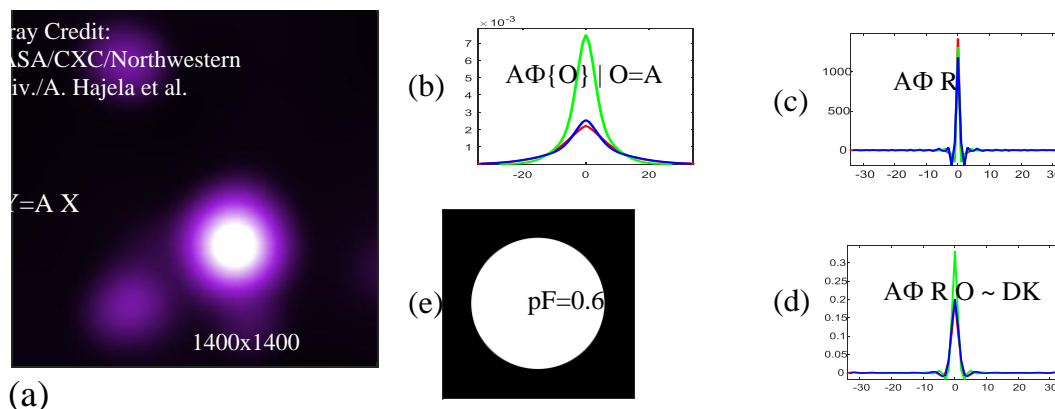 ray Credit:
ASA/CXC/Northwestern
iv./A. Hajela et al.
Y=A X
1400x1400
(a)
(b)
× 10⁻³
7
6
5
4
3
2
1
AΦ{O} | O=A
-20 0 20
(c)
1000
500
0
AΦ R
-30 -20 -10 0 10 20 30
(e)
pF=0.6
(d)
0.3
0.25
0.2
0.15
0.1
0.05
0
AΦ R O ~ DK
-30 -20 -10 0 10 20 30